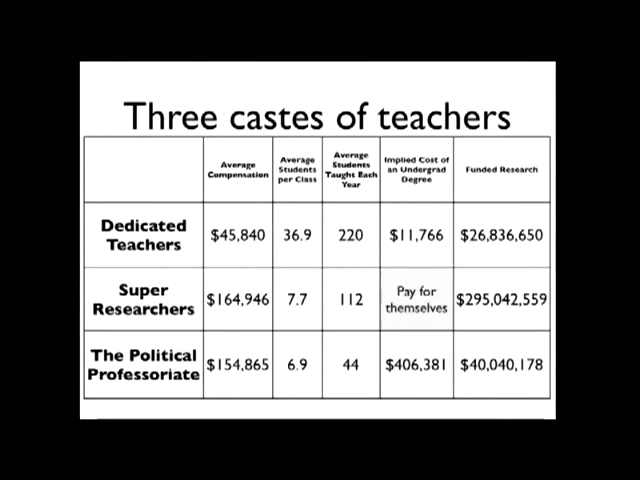 Three castes of teachers
Average Compensation
Average Students per Class
Average Students Taught Each Year
Implied Cost of an Undergrad Degree
Funded Research
Dedicated Teachers
$45,840
36.9
220
$11,766
$26,836,650
Super Researchers
$164,946
7.7
112
Pay for themselves
$295,042,559
The Political Professoriate
$154,865
6.9
44
$406,381
$40,040,178